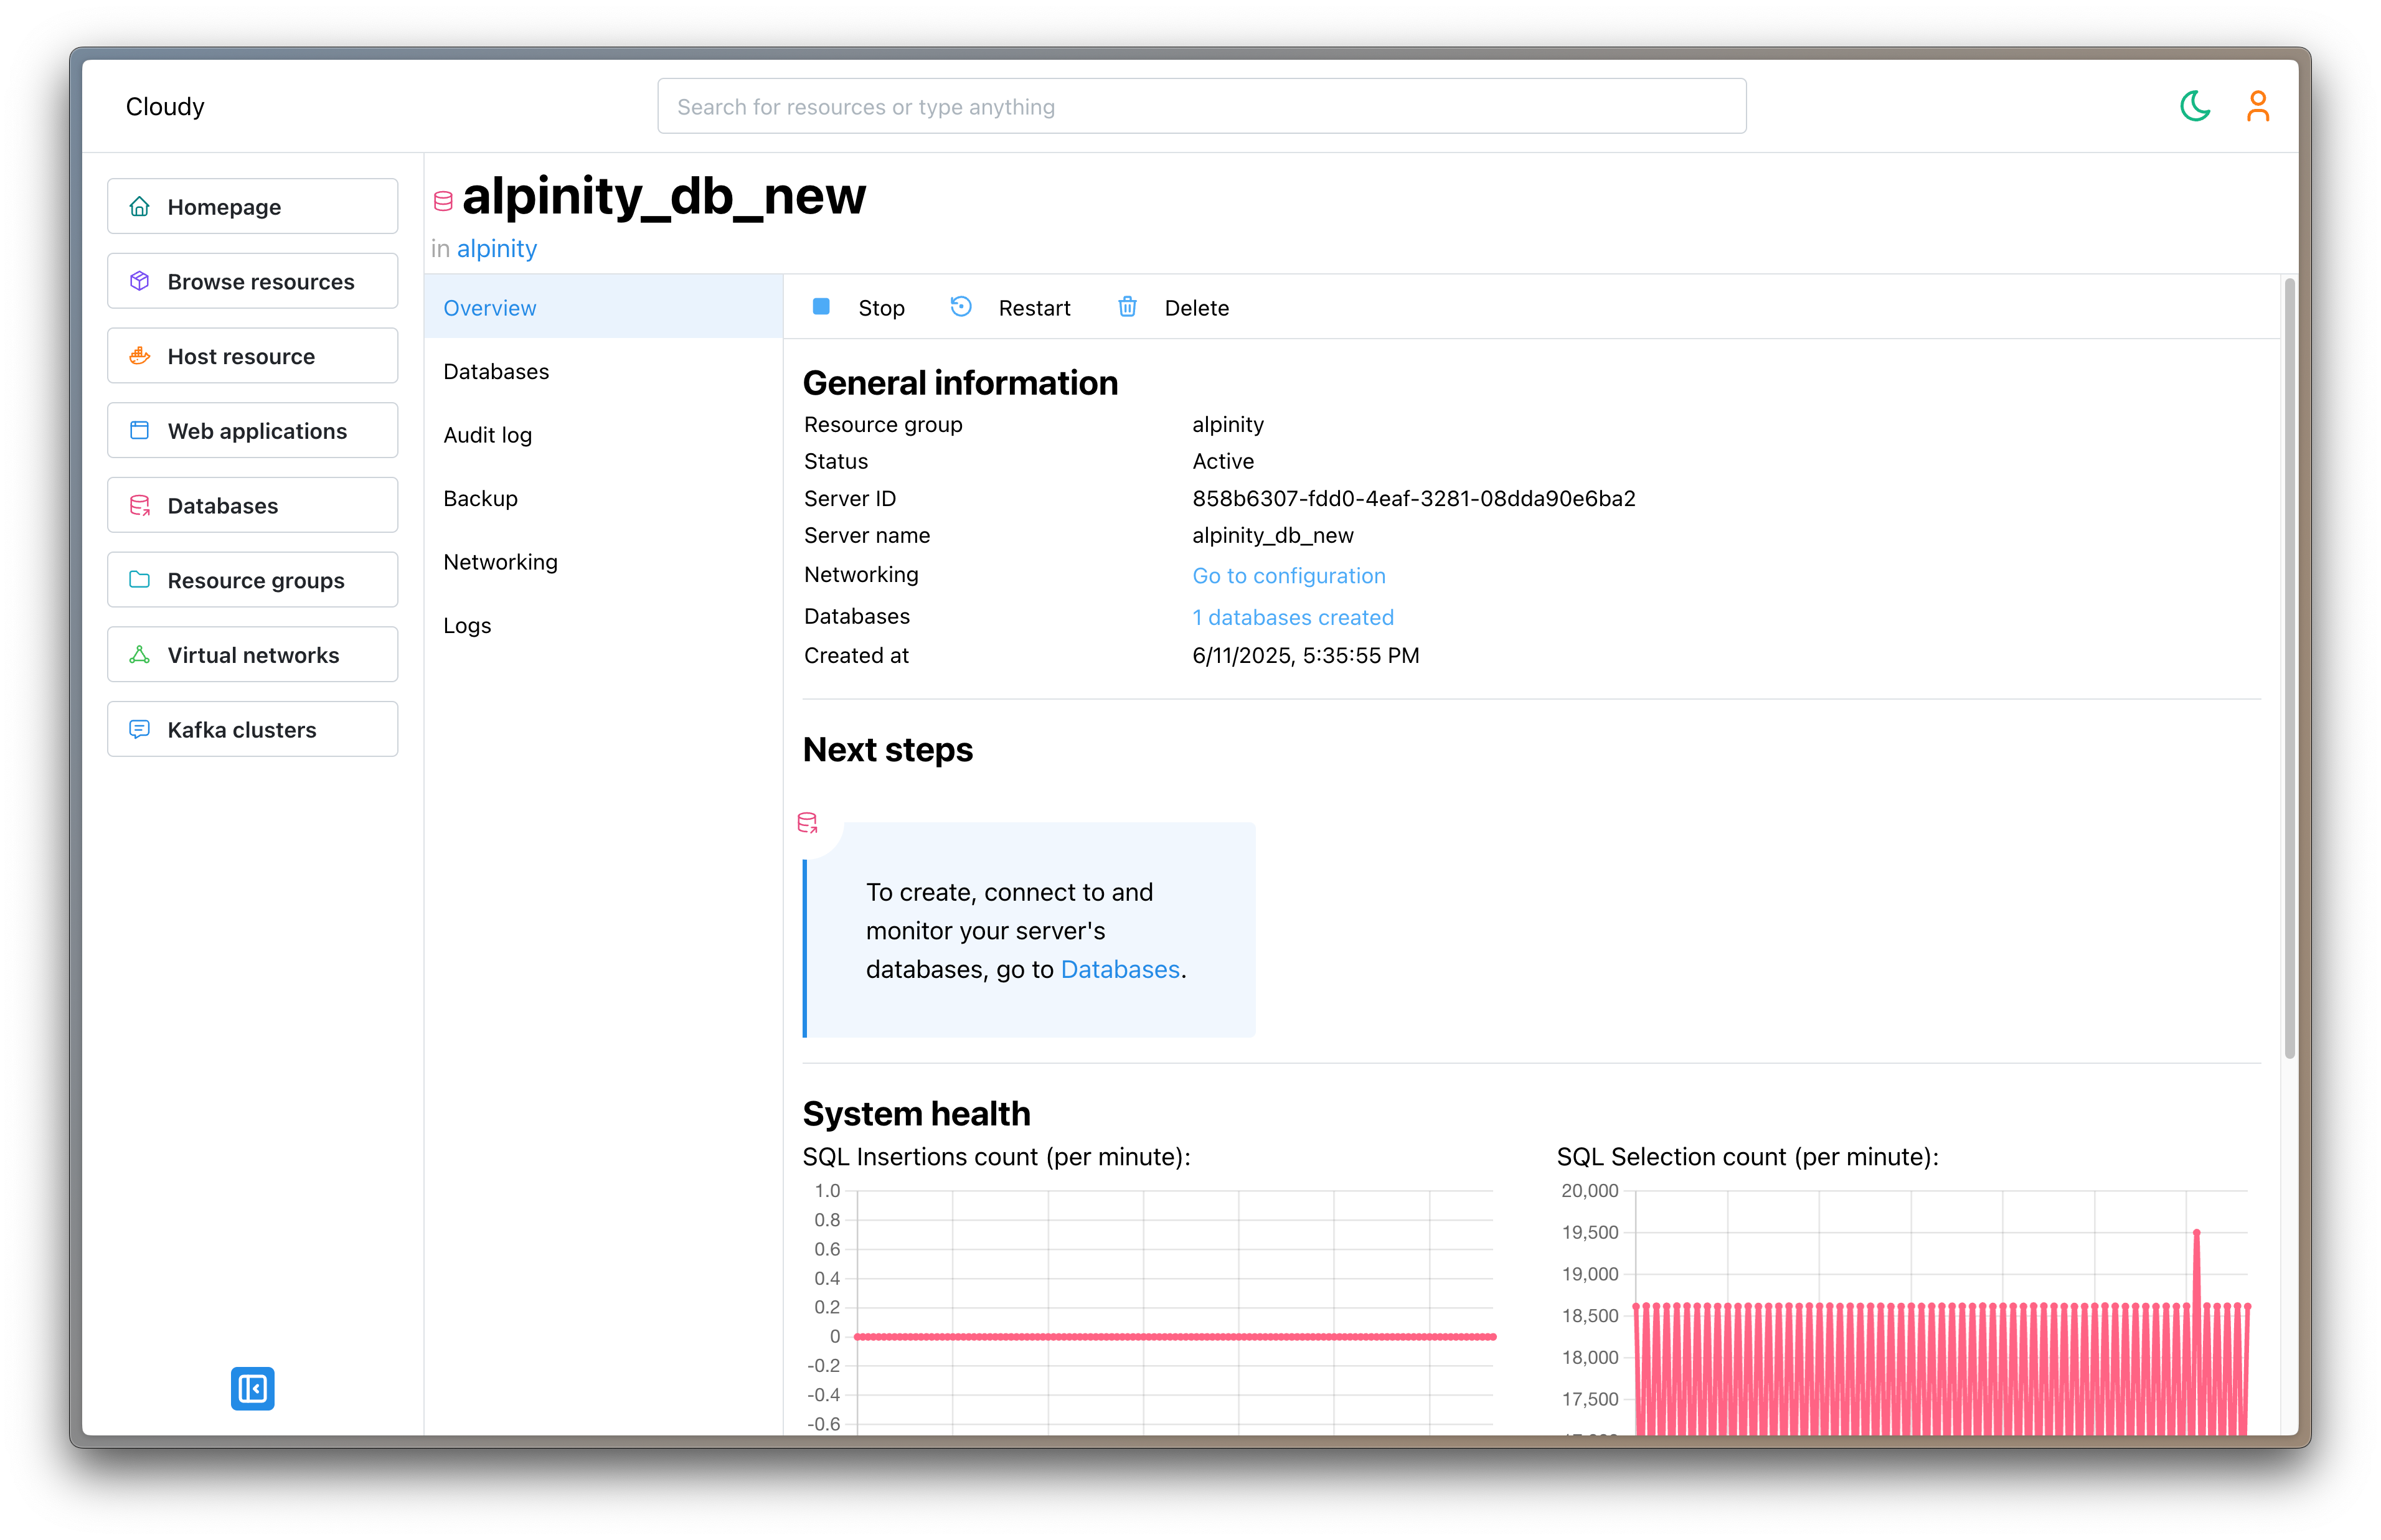 Cloudy
Search for resources or type anything
Homepage
Browse resources
Host resource
Web applications
Databases
Resource groups
Virtual networks
Kafka clusters
alpinity_db_new
in alpinity
Overview
Databases
Audit log
Backup
Networking
Logs
Stop Restart Delete
General information
Resource group alpinity
Status Active
Server ID 858b6307-fdd0-4eaf-3281-08dda90e6ba2
Server name alpinity_db_new
Networking Go to configuration
Databases 1 databases created
Created at 6/11/2025, 5:35:55 PM
Next steps
To create, connect to and
monitor your server's
databases, go to Databases.
System health
SQL Insertions count (per minute):
1.0
0.8
0.6
0.4
0.2
0
-0.2
-0.4
-0.6
SQL Selection count (per minute):
20,000
19,500
19,000
18,500
18,000
17,500